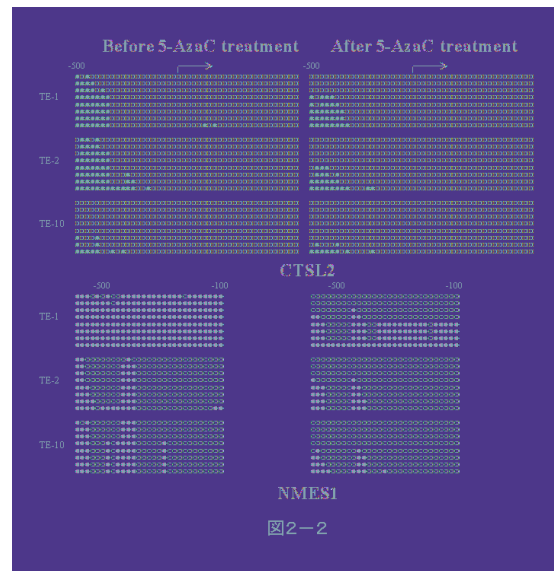 Before 5-AzaC treatment After 5-AzaC treatment
-500 -500
TE-1
TE-2
TE-10
CTSL2
-500 -100 -500 -100
TE-1
TE-2
TE-10
NMES1
図2－2